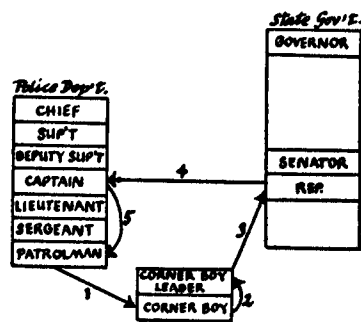 State Gov't.
GOVERNOR
SENATOR
REP.
Police Dep't.
CHIEF
SUP'T
DEPUTY SUP'T
CAPTAIN
LIEUTENANT
SERGEANT
PATROLMAN
4
5
3
1
CORNER BOY
LEADER
CORNER BOY
2